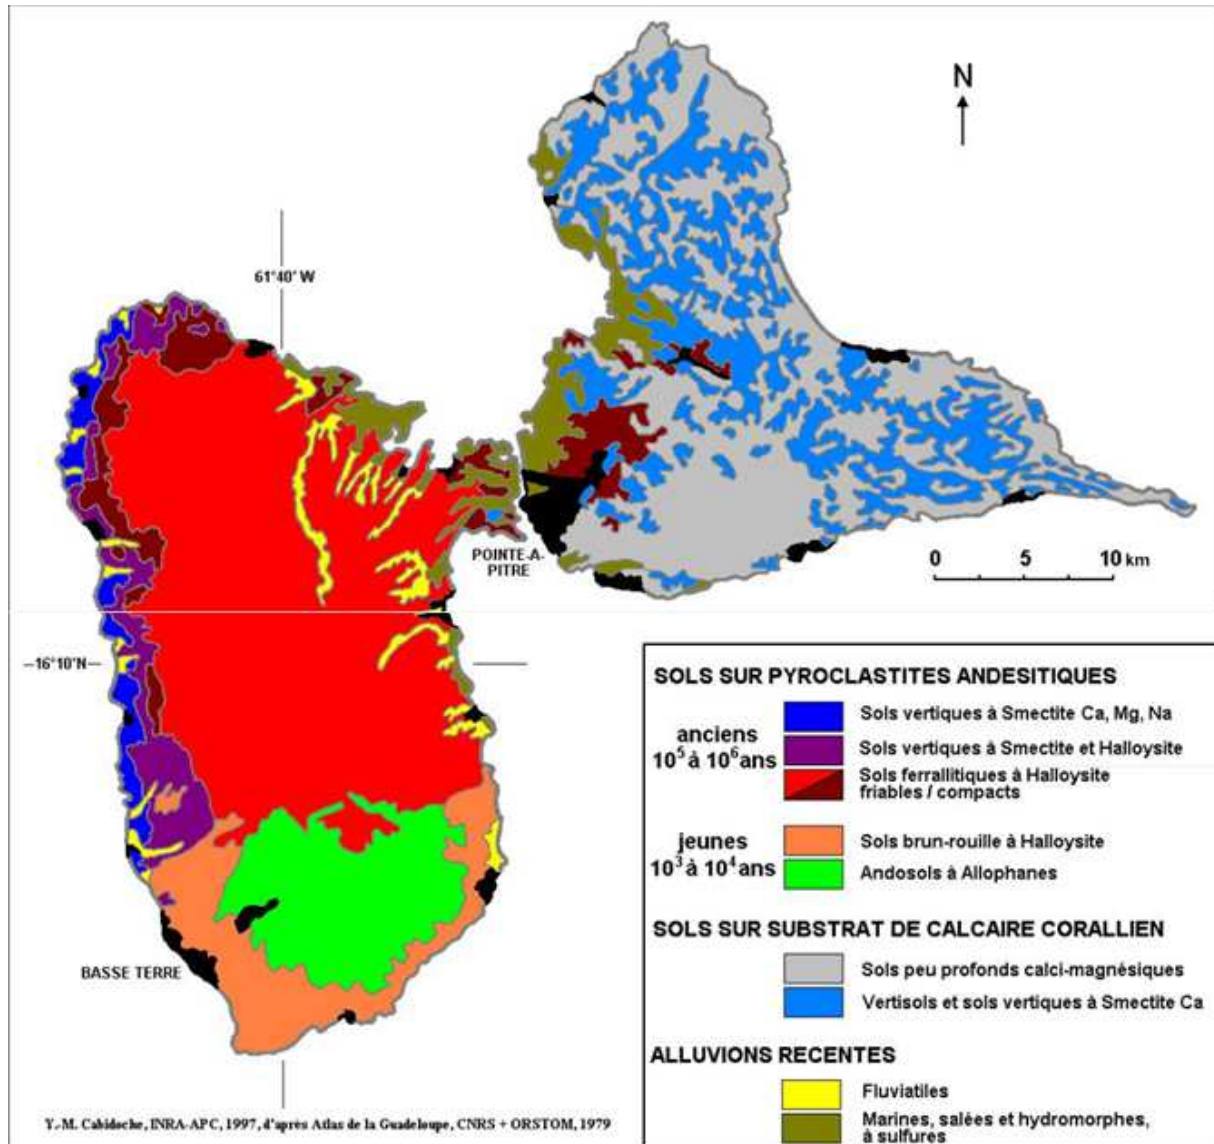 N
61°40' W
POINTE-A-
PITRE
0 5 10 km
16°10'N
BASSE TERRE
SOLS SUR PYROCLASTITES ANDESITIQUES
anciens
10⁵ à 10⁶ ans
Sols vertiques à Smectite Ca, Mg, Na
Sols vertiques à Smectite et Halloysite
Sols ferrallitiques à Halloysite
friables / compacts
jeunes
10³ à 10⁴ ans
Sols brun-rouille à Halloysite
Andosols à Allophanes
SOLS SUR SUBSTRAT DE CALCAIRE CORALLIEN
Sols peu profonds calci-magnésiques
Vertisols et sols vertiques à Smectite Ca
ALLUVIONS RECENTES
Fluviatiles
Marines, salées et hydromorphes,
à sulfures
Y.-M. Cabidoche, INRA-APC, 1997, d'après Atlas de la Guadeloupe, CNRS + ORSTOM, 1979